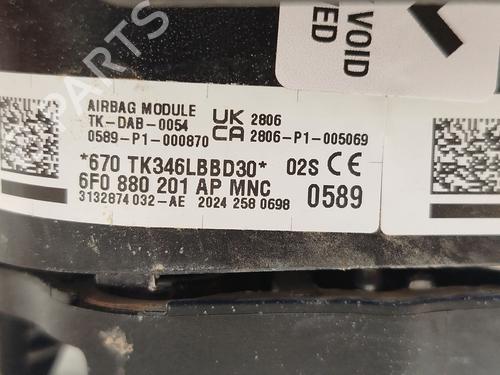 VED
VOID
AIRBAG MODULE
TK-DAB-0054
0589-P1-000870
UK
CA
2806
2806-P1-005069
*670 TK346LBBD30* 02S CE
6F0 880 201 AP MNC
0589
3132874032-AE 2024 258 0698
B-PARTS